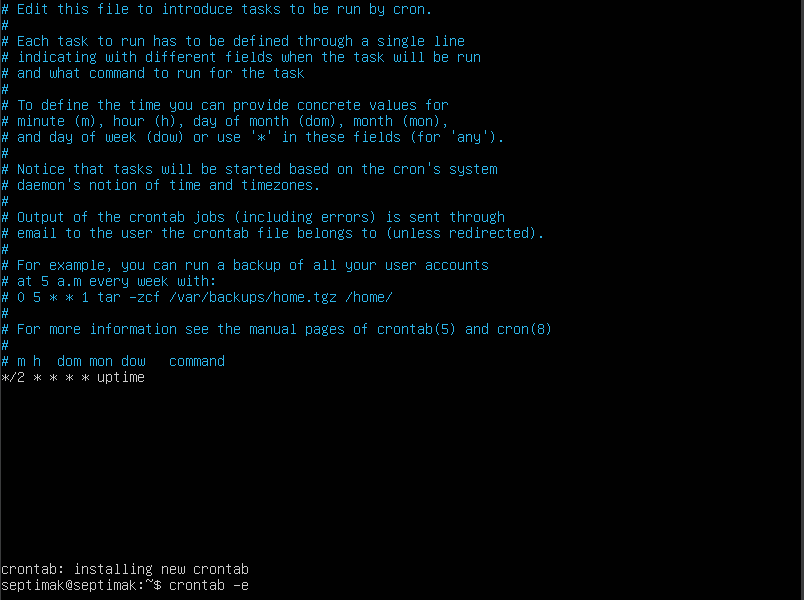 # Edit this file to introduce tasks to be run by cron.
#
# Each task to run has to be defined through a single line
# indicating with different fields when the task will be run
# and what command to run for the task
#
# To define the time you can provide concrete values for
# minute (m), hour (h), day of month (dom), month (mon),
# and day of week (dow) or use '*' in these fields (for 'any').
#
# Notice that tasks will be started based on the cron's system
# daemon's notion of time and timezones.
#
# Output of the crontab jobs (including errors) is sent through
# email to the user the crontab file belongs to (unless redirected).
#
# For example, you can run a backup of all your user accounts
# at 5 a.m every week with:
# 0 5 * * 1 tar -zcf /var/backups/home.tgz /home/
#
# For more information see the manual pages of crontab(5) and cron(8)
#
# m h  dom mon dow   command
*/2 * * * * uptime
crontab: installing new crontab
septimak@septimak:~$ crontab -e